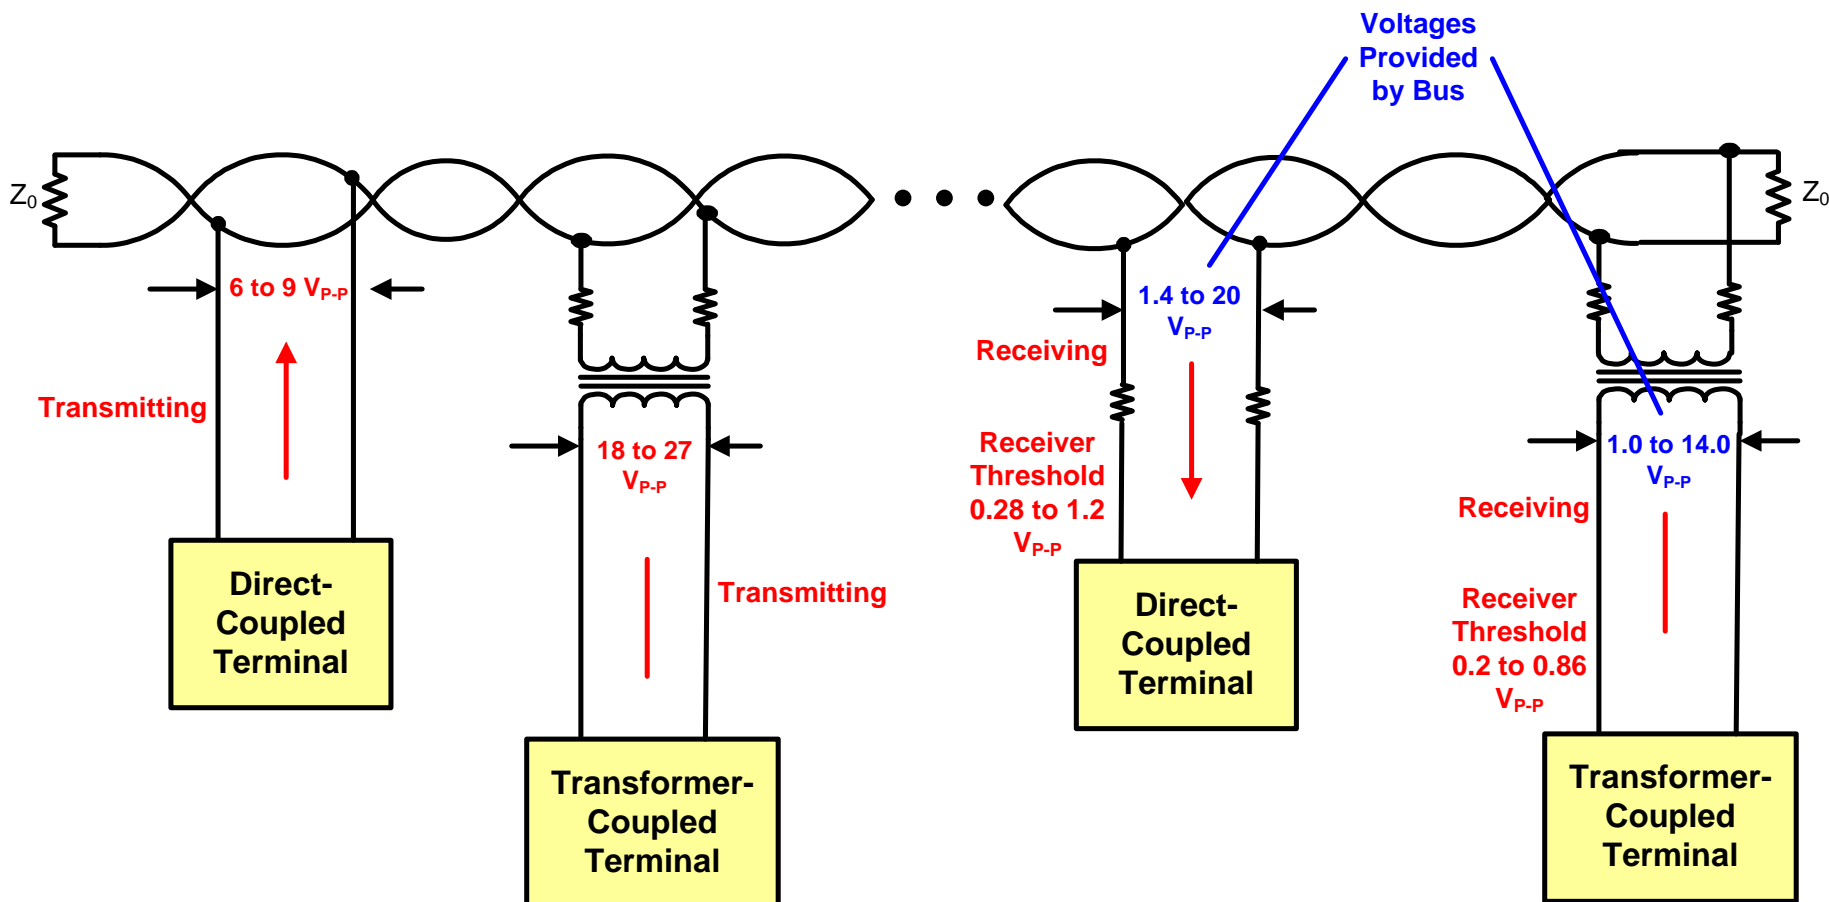 Voltages
Provided
by Bus
Z0
Z0
6 to 9 VP-P
1.4 to 20
VP-P
Receiving
Transmitting
18 to 27
VP-P
Receiver
Threshold
0.28 to 1.2
VP-P
1.0 to 14.0
VP-P
Receiving
Direct-
Coupled
Terminal
Transmitting
Direct-
Coupled
Terminal
Receiver
Threshold
0.2 to 0.86
VP-P
Transformer-
Coupled
Terminal
Transformer-
Coupled
Terminal